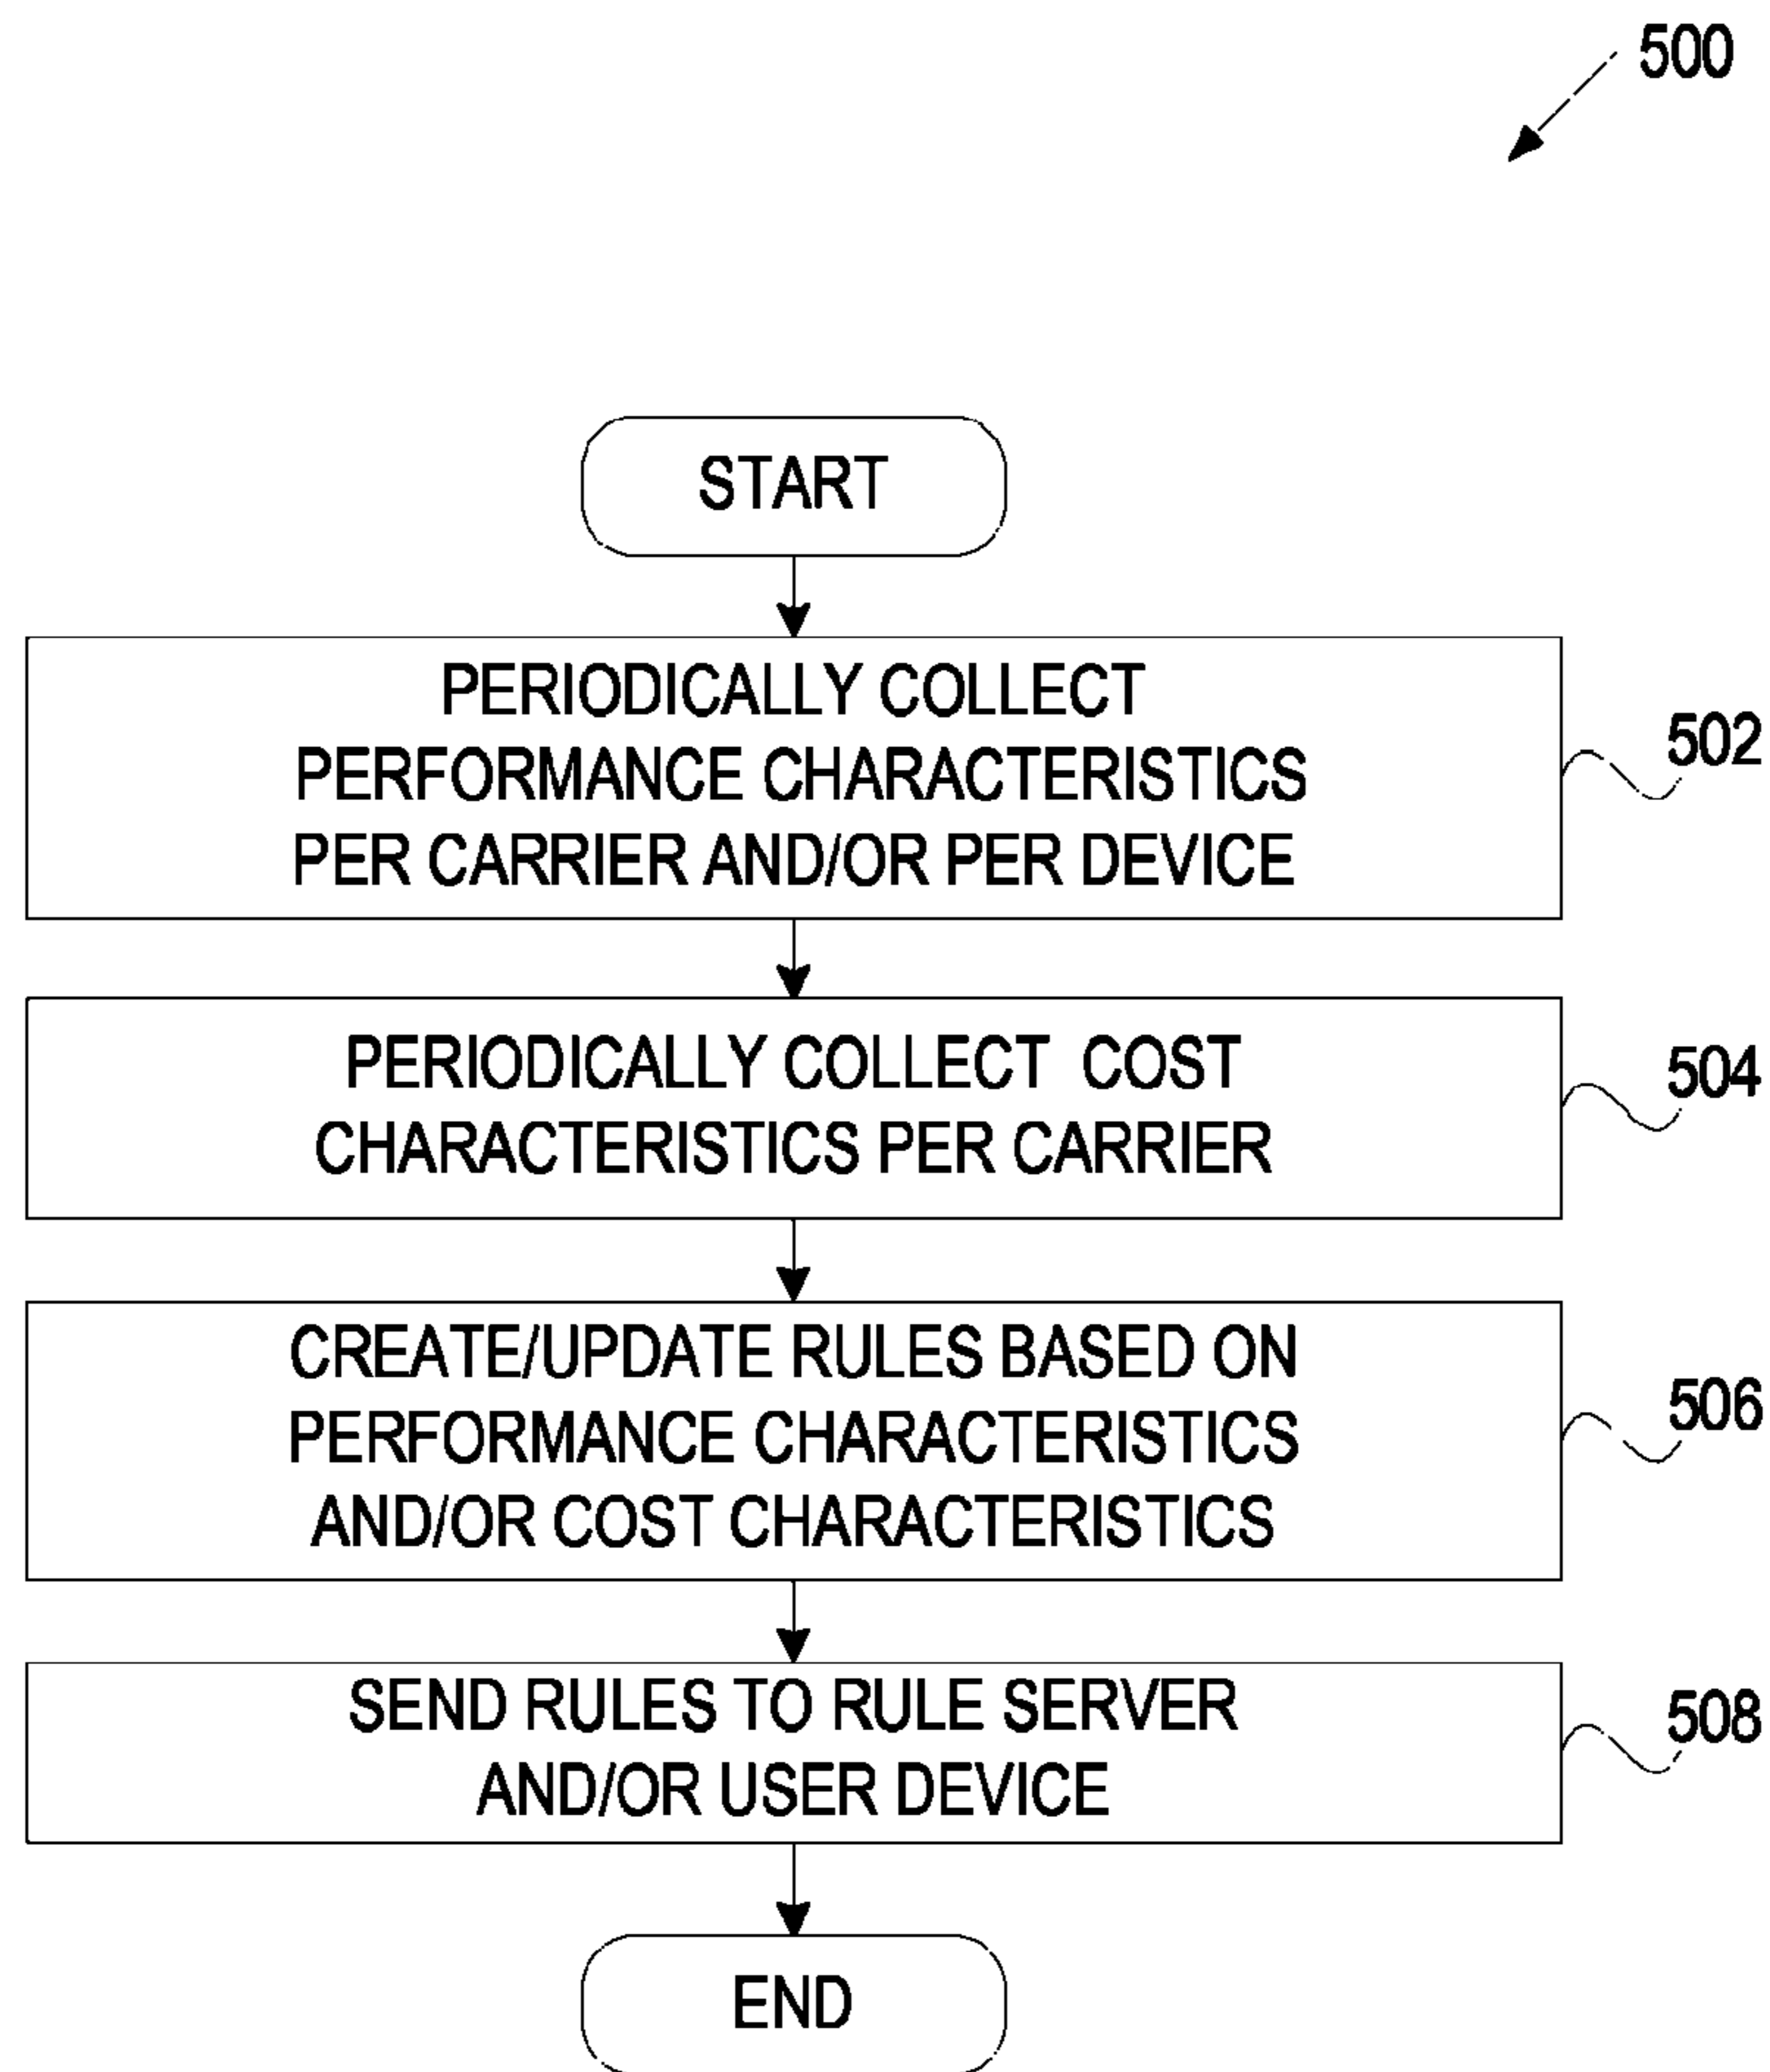 500
START
PERIODICALLY COLLECT
PERFORMANCE CHARACTERISTICS
PER CARRIER AND/OR PER DEVICE
502
PERIODICALLY COLLECT COST
CHARACTERISTICS PER CARRIER
504
CREATE/UPDATE RULES BASED ON
PERFORMANCE CHARACTERISTICS
AND/OR COST CHARACTERISTICS
506
SEND RULES TO RULE SERVER
AND/OR USER DEVICE
508
END